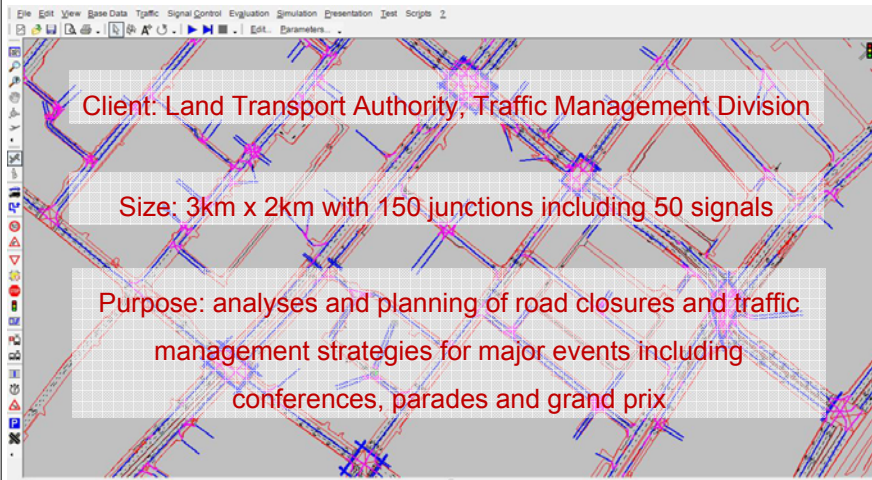 File Edit View Base Data Traffic Signal Control Evaluation Simulation Presentation Test Scripts ?
Edit... Parameters...
Client: Land Transport Authority, Traffic Management Division
Size: 3km x 2km with 150 junctions including 50 signals
Purpose: analyses and planning of road closures and traffic
management strategies for major events including
conferences, parades and grand prix